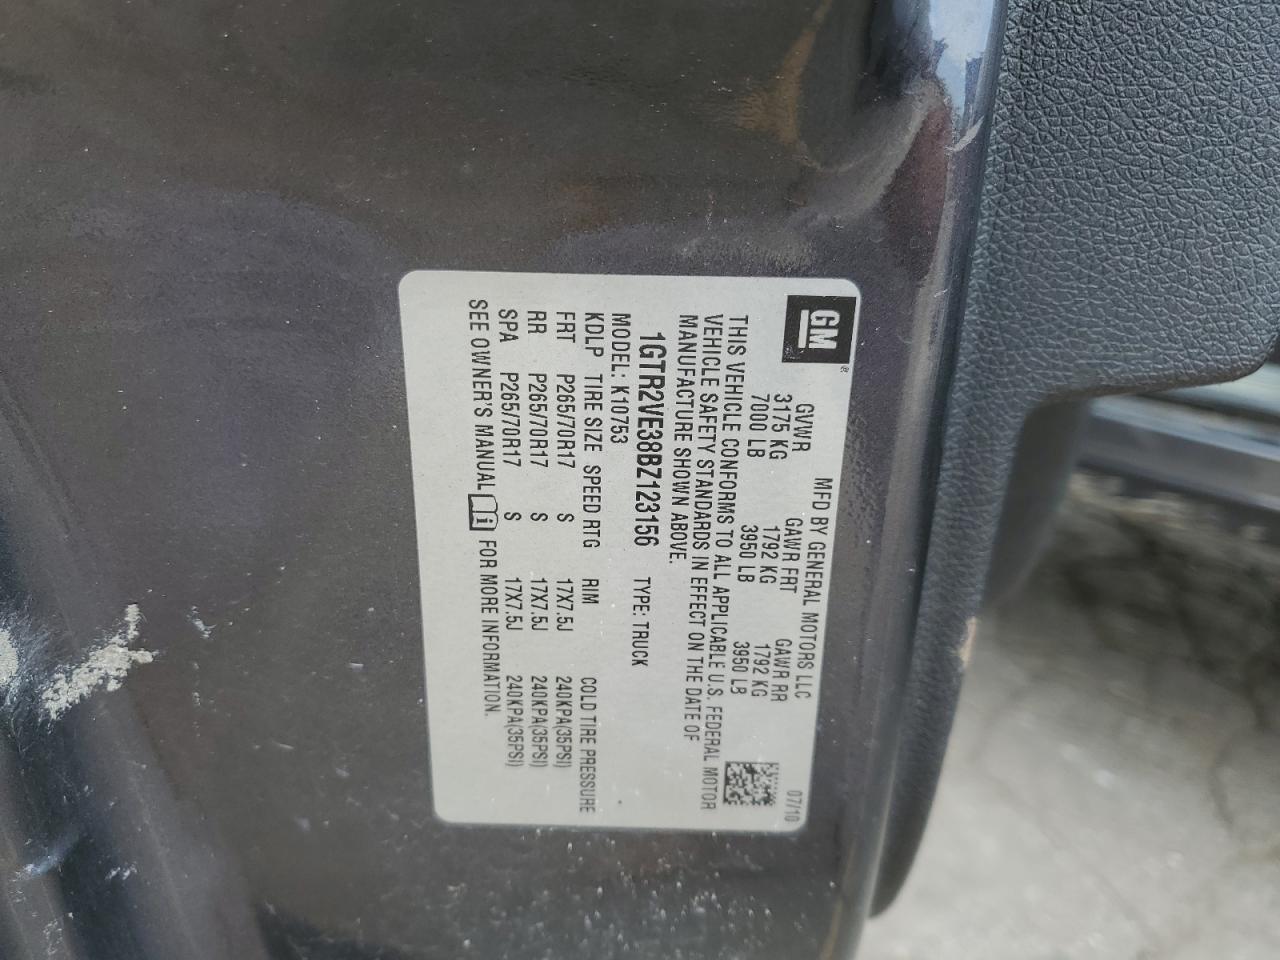 GM®
MFD BY GENERAL MOTORS LLC 07/10
GVWR GAWR FRT GAWR RR
3175 KG 1792 KG 1792 KG
7000 LB 3950 LB 3950 LB
THIS VEHICLE CONFORMS TO ALL APPLICABLE U.S. FEDERAL MOTOR
VEHICLE SAFETY STANDARDS IN EFFECT ON THE DATE OF
MANUFACTURE SHOWN ABOVE.
1GTR2VE38BZ123156 TYPE: TRUCK
MODEL: K10753
KDLP TIRE SIZE SPEED RTG RIM COLD TIRE PRESSURE
FRT P265/70R17 S 17X7.5J 240KPA(35PSI)
RR P265/70R17 S 17X7.5J 240KPA(35PSI)
SPA P265/70R17 S 17X7.5J 240KPA(35PSI)
SEE OWNER'S MANUAL i FOR MORE INFORMATION.